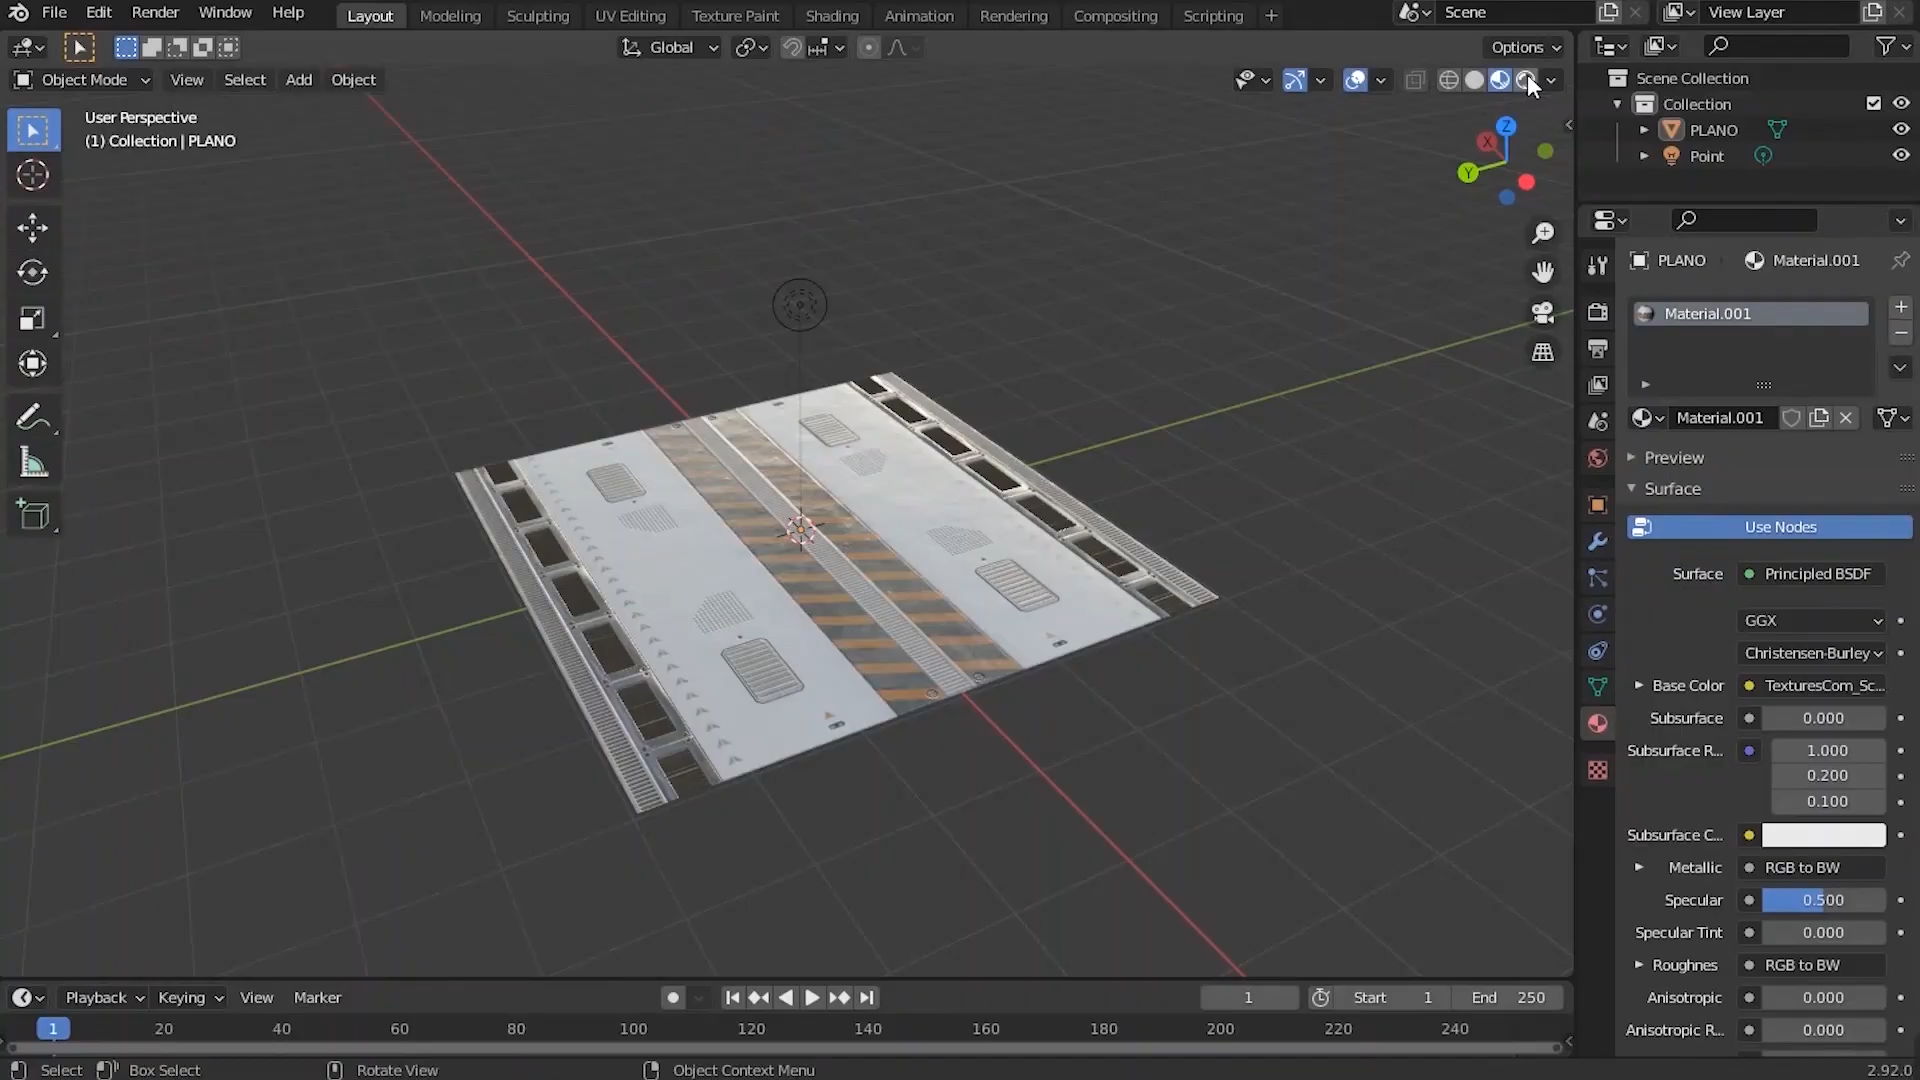 File Edit Render Window Help Layout Modeling Sculpting UV Editing Texture Paint Shading Animation Rendering Compositing Scripting + Scene View Layer
Global Options
Object Mode View Select Add Object
User Perspective
(1) Collection | PLANO
Z
X
Y
Scene Collection
Collection
PLANO
Point
PLANO Material.001
Material.001
Material.001
Preview
Surface
Use Nodes
Surface Principled BSDF
GGX
Christensen-Burley
Base Color TexturesCom_Sc...
Subsurface 0.000
Subsurface R... 1.000
0.200
0.100
Subsurface C...
Metallic RGB to BW
Specular 0.500
Specular Tint 0.000
Roughnes RGB to BW
Anisotropic 0.000
Anisotropic R... 0.000
Playback Keying View Marker 1 Start 1 End 250
1 20 40 60 80 100 120 140 160 180 200 220 240
Select Box Select Rotate View Object Context Menu 2.92.0